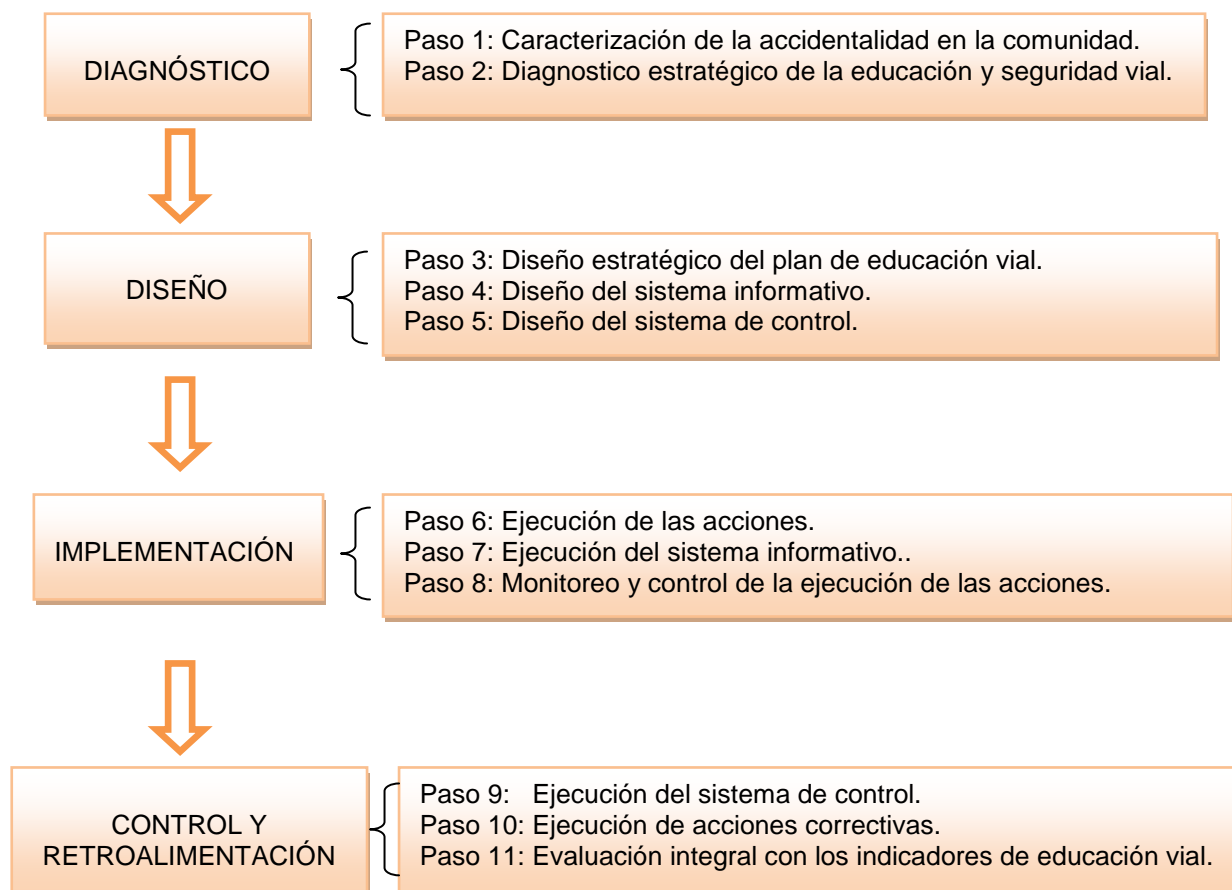 DIAGNÓSTICO
Paso 1: Caracterización de la accidentalidad en la comunidad.
Paso 2: Diagnostico estratégico de la educación y seguridad vial.
DISEÑO
Paso 3: Diseño estratégico del plan de educación vial.
Paso 4: Diseño del sistema informativo.
Paso 5: Diseño del sistema de control.
IMPLEMENTACIÓN
Paso 6: Ejecución de las acciones.
Paso 7: Ejecución del sistema informativo..
Paso 8: Monitoreo y control de la ejecución de las acciones.
CONTROL Y
RETROALIMENTACIÓN
Paso 9: Ejecución del sistema de control.
Paso 10: Ejecución de acciones correctivas.
Paso 11: Evaluación integral con los indicadores de educación vial.